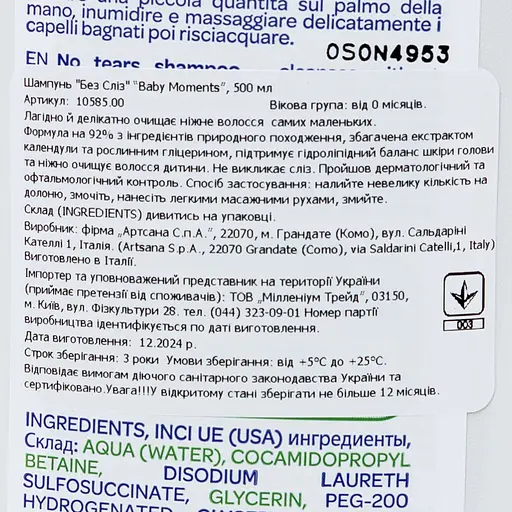 una piccola quantità sul palmo della
mano, inumidire e massaggiare delicatamente i
capelli bagnati poi risciacquare.
OSON4953
EN No tears shampoo
Шампунь "Без Сліз" "Baby Moments", 500 мл
Артикул: 10585.00 Вікова група: від 0 місяців.
Лагідно й делікатно очищає ніжне волосся самих маленьких.
Формула на 92% з інгредієнтів природного походження, збагачена екстрактом
календули та рослинним гліцерином, підтримує гідроліпідний баланс шкіри голови
та ніжно очищує волосся дитини. Не викликає сліз. Пройшов дерматологічний та
офтальмологічний контроль. Спосіб застосування: налийте невелику кількість на
долоню, змочіть, нанесіть легкими масажними рухами, змийте.
Склад (INGREDIENTS) дивитись на упаковці.
Виробник: фірма „Артсана С.п.А.", 22070, м. Грандате (Комо), вул. Сальдаріні
Кателлі 1, Італія. (Artsana S.p.A., 22070 Grandate (Como), via Saldarini Catelli,1, Italy)
Виготовлено в Італії.
Імпортер та уповноважений представник на території України
(приймає претензії від споживачів): ТОВ „Мілленіум Трейд", 03150,
м. Київ, вул. Фізкультури 28. тел. (044) 323-09-01 Номер партії
виробництва ідентифікується по даті виготовлення.
003
Дата виготовлення: 12.2024 р.
Строк зберігання: 3 роки Умови зберігання: від +5°C до +25°C.
Відповідає вимогам діючого санітарного законодавства України та
сертифіковано.Увага!!!У відкритому стані зберігати не більше 12 місяців.
INGREDIENTS, INCI UE (USA) ингредиенты,
Склад: AQUA (WATER), COCAMIDOPROPYL
BETAINE, DISODIUM LAURETH
SULFOSUCCINATE, GLYCERIN, PEG-200
HYDROGENATED